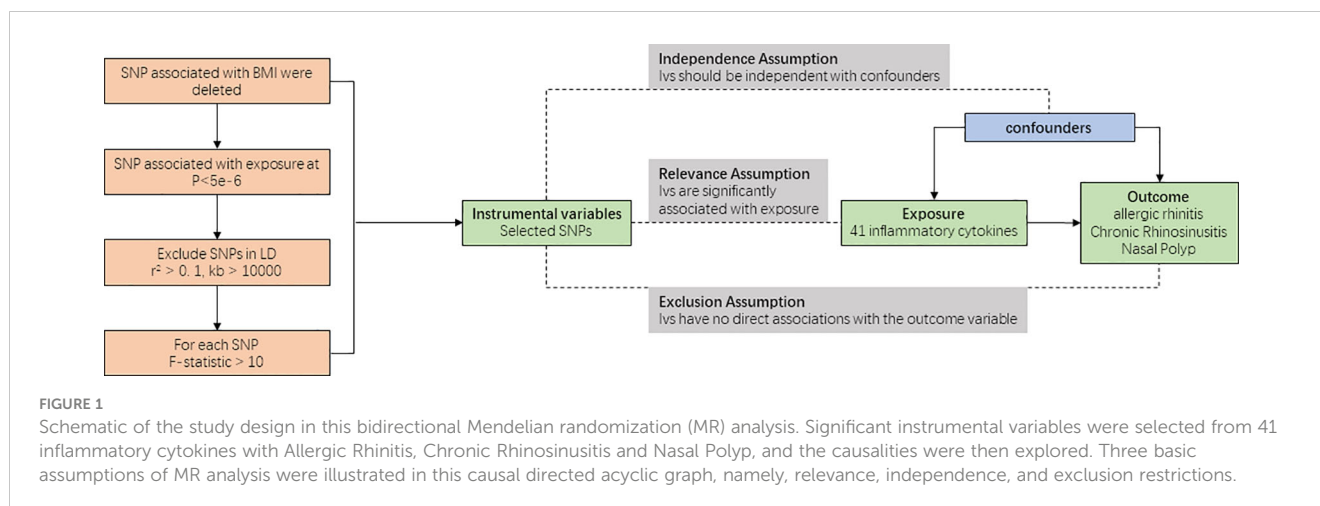 SNP associated with BMI were
deleted
SNP associated with exposure at
P<5e-6
Exclude SNPs in LD
r² > 0. 1, kb > 10000
For each SNP
F-statistic > 10
Instrumental variables
Selected SNPs
Independence Assumption
Ivs should be independent with confounders
Relevance Assumption
Ivs are significantly
associated with exposure
Exclusion Assumption
Ivs have no direct associations with the outcome variable
confounders
Exposure
41 inflammatory cytokines
Outcome
allergic rhinitis
Chronic Rhinosinusitis
Nasal Polyp
FIGURE 1
Schematic of the study design in this bidirectional Mendelian randomization (MR) analysis. Significant instrumental variables were selected from 41
inflammatory cytokines with Allergic Rhinitis, Chronic Rhinosinusitis and Nasal Polyp, and the causalities were then explored. Three basic
assumptions of MR analysis were illustrated in this causal directed acyclic graph, namely, relevance, independence, and exclusion restrictions.